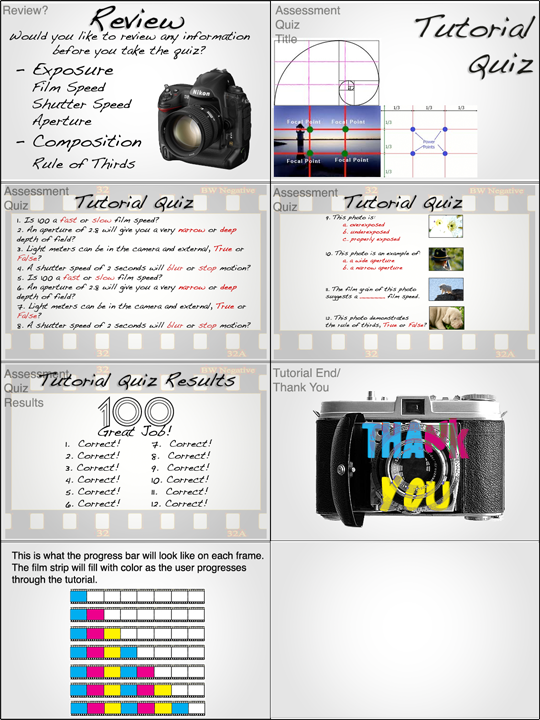 Review?
Review
Would you like to review any information
before you take the quiz?
- Exposure
Film Speed
Shutter Speed
Aperture
- Composition
Rule of Thirds
Nikon
Assessment
Quiz
Title
Tutorial
Quiz
1/3 1/3 1/3
Focal Point Focal Point
Focal Point Focal Point
1/3
1/3
1/3
Power
Points
Assessment
Quiz
32 BW Negative
Tutorial Quiz
1. Is 100 a fast or slow film speed?
2. An aperture of 2.8 will give you a very narrow or deep
depth of field?
3. Light meters can be in the camera and external, True or
False?
4. A shutter speed of 2 seconds will blur or stop motion?
5. Is 100 a fast or slow film speed?
6. An aperture of 2.8 will give you a very narrow or deep
depth of field?
7. Light meters can be in the camera and external, True or
False?
8. A shutter speed of 2 seconds will blur or stop motion?
32 32A
Assessment
Quiz
32 BW Negative
Tutorial Quiz
9. This photo is:
a. overexposed
b. underexposed
c. properly exposed
10. This photo is an example of:
a. a wide aperture
b. a narrow aperture
3. The film grain of this photo
suggests a ______ film speed.
12. This photo demonstrates
the rule of thirds, True or False?
32 32A
Assessment
Quiz
Results
BW Negative
Tutorial Quiz Results
100
Great Job!
1. Correct! 7. Correct!
2. Correct! 8. Correct!
3. Correct! 9. Correct!
4. Correct! 10. Correct!
5. Correct! 11. Correct!
6. Correct! 12. Correct!
32 32A
Tutorial End/
Thank You
THANK
YOU
This is what the progress bar will look like on each frame.
The film strip will fill with color as the user progresses
through the tutorial.